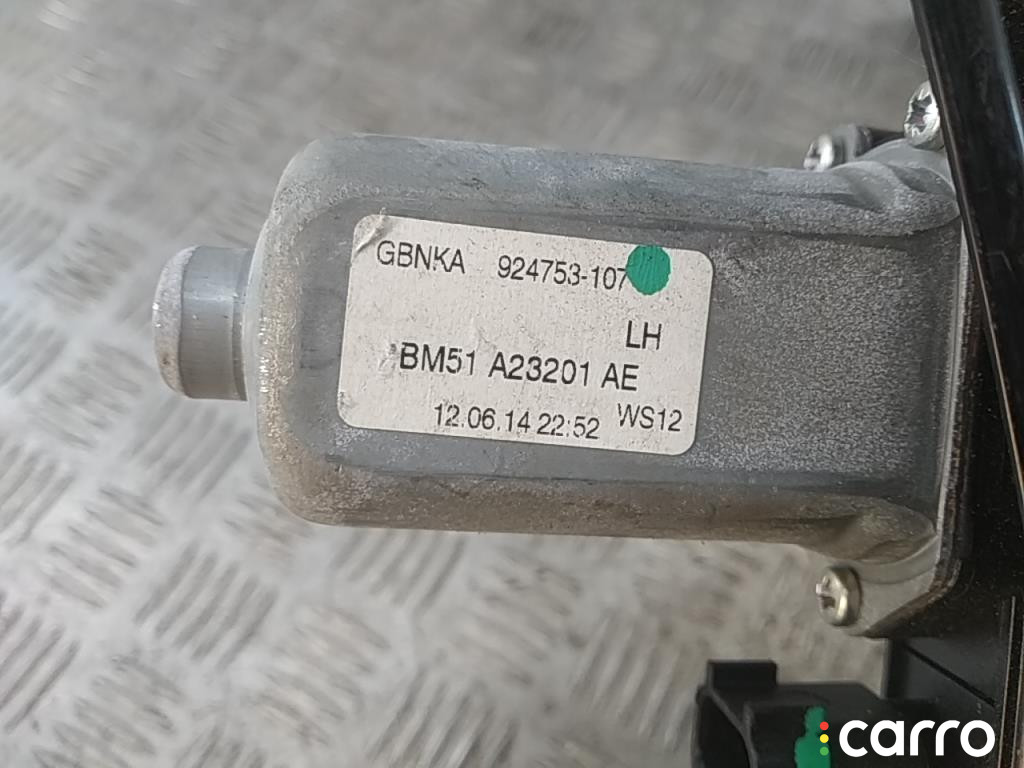 GBNKA 924753-107
LH
BM51 A23201 AE
12.06.14 22:52 WS12
carro